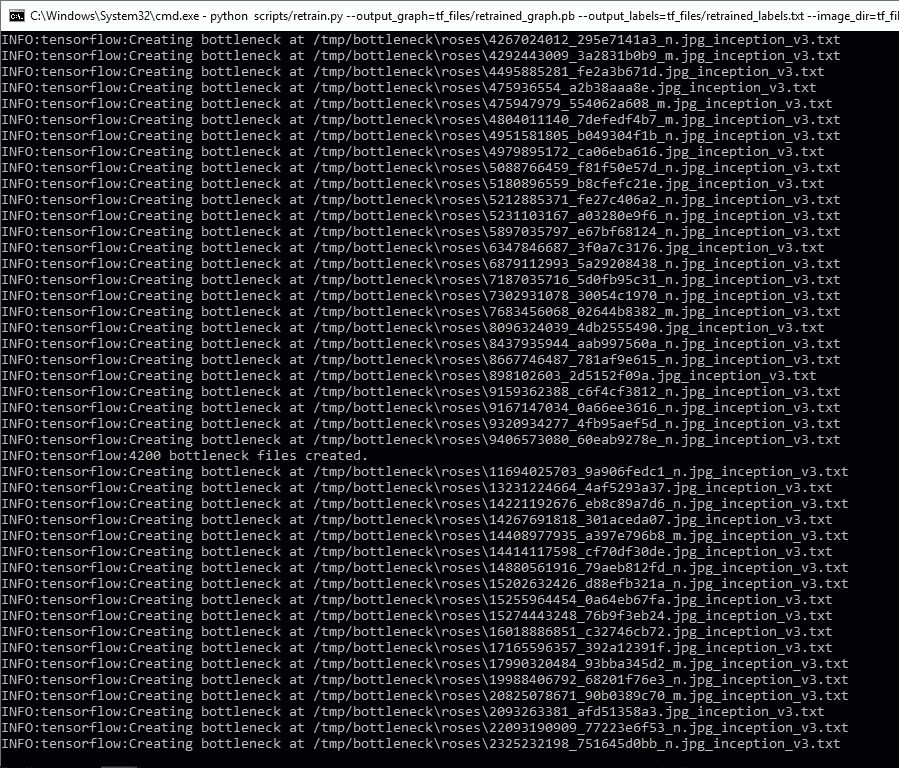 C:\Windows\System32\cmd.exe - python  scripts/retrain.py --output_graph=tf_files/retrained_graph.pb --output_labels=tf_files/retrained_labels.txt --image_dir=tf_fil
INFO:tensorflow:Creating bottleneck at /tmp/bottleneck\roses\4267024012_295e7141a3_n.jpg_inception_v3.txt
INFO:tensorflow:Creating bottleneck at /tmp/bottleneck\roses\4292443009_3a2831b0b9_m.jpg_inception_v3.txt
INFO:tensorflow:Creating bottleneck at /tmp/bottleneck\roses\4495885281_fe2a3b671d.jpg_inception_v3.txt
INFO:tensorflow:Creating bottleneck at /tmp/bottleneck\roses\475936554_a2b38aaa8e.jpg_inception_v3.txt
INFO:tensorflow:Creating bottleneck at /tmp/bottleneck\roses\475947979_554062a608_m.jpg_inception_v3.txt
INFO:tensorflow:Creating bottleneck at /tmp/bottleneck\roses\4804011140_7defedf4b7_m.jpg_inception_v3.txt
INFO:tensorflow:Creating bottleneck at /tmp/bottleneck\roses\4951581805_b049304f1b_n.jpg_inception_v3.txt
INFO:tensorflow:Creating bottleneck at /tmp/bottleneck\roses\4979895172_ca06eba616.jpg_inception_v3.txt
INFO:tensorflow:Creating bottleneck at /tmp/bottleneck\roses\5088766459_f81f50e57d_n.jpg_inception_v3.txt
INFO:tensorflow:Creating bottleneck at /tmp/bottleneck\roses\5180896559_b8cfefc21e.jpg_inception_v3.txt
INFO:tensorflow:Creating bottleneck at /tmp/bottleneck\roses\5212885371_fe27c406a2_n.jpg_inception_v3.txt
INFO:tensorflow:Creating bottleneck at /tmp/bottleneck\roses\5231103167_a03280e9f6_n.jpg_inception_v3.txt
INFO:tensorflow:Creating bottleneck at /tmp/bottleneck\roses\5897035797_e67bf68124_n.jpg_inception_v3.txt
INFO:tensorflow:Creating bottleneck at /tmp/bottleneck\roses\6347846687_3f0a7c3176.jpg_inception_v3.txt
INFO:tensorflow:Creating bottleneck at /tmp/bottleneck\roses\6879112993_5a29208438_n.jpg_inception_v3.txt
INFO:tensorflow:Creating bottleneck at /tmp/bottleneck\roses\7187035716_5d0fb95c31_n.jpg_inception_v3.txt
INFO:tensorflow:Creating bottleneck at /tmp/bottleneck\roses\7302931078_30054c1970_n.jpg_inception_v3.txt
INFO:tensorflow:Creating bottleneck at /tmp/bottleneck\roses\7683456068_02644b8382_m.jpg_inception_v3.txt
INFO:tensorflow:Creating bottleneck at /tmp/bottleneck\roses\8096324039_4db2555490.jpg_inception_v3.txt
INFO:tensorflow:Creating bottleneck at /tmp/bottleneck\roses\8437935944_aab997560a_n.jpg_inception_v3.txt
INFO:tensorflow:Creating bottleneck at /tmp/bottleneck\roses\8667746487_781af9e615_n.jpg_inception_v3.txt
INFO:tensorflow:Creating bottleneck at /tmp/bottleneck\roses\898102603_2d5152f09a.jpg_inception_v3.txt
INFO:tensorflow:Creating bottleneck at /tmp/bottleneck\roses\9159362388_c6f4cf3812_n.jpg_inception_v3.txt
INFO:tensorflow:Creating bottleneck at /tmp/bottleneck\roses\9167147034_0a66ee3616_n.jpg_inception_v3.txt
INFO:tensorflow:Creating bottleneck at /tmp/bottleneck\roses\9320934277_4fb95aef5d_n.jpg_inception_v3.txt
INFO:tensorflow:Creating bottleneck at /tmp/bottleneck\roses\9406573080_60eab9278e_n.jpg_inception_v3.txt
INFO:tensorflow:4200 bottleneck files created.
INFO:tensorflow:Creating bottleneck at /tmp/bottleneck\roses\11694025703_9a906fedc1_n.jpg_inception_v3.txt
INFO:tensorflow:Creating bottleneck at /tmp/bottleneck\roses\13231224664_4af5293a37.jpg_inception_v3.txt
INFO:tensorflow:Creating bottleneck at /tmp/bottleneck\roses\14221192676_eb8c89a7d6_n.jpg_inception_v3.txt
INFO:tensorflow:Creating bottleneck at /tmp/bottleneck\roses\14267691818_301aceda07.jpg_inception_v3.txt
INFO:tensorflow:Creating bottleneck at /tmp/bottleneck\roses\14408977935_a397e796b8_m.jpg_inception_v3.txt
INFO:tensorflow:Creating bottleneck at /tmp/bottleneck\roses\14414117598_cf70df30de.jpg_inception_v3.txt
INFO:tensorflow:Creating bottleneck at /tmp/bottleneck\roses\14880561916_79aeb812fd_n.jpg_inception_v3.txt
INFO:tensorflow:Creating bottleneck at /tmp/bottleneck\roses\15202632426_d88efb321a_n.jpg_inception_v3.txt
INFO:tensorflow:Creating bottleneck at /tmp/bottleneck\roses\15255964454_0a64eb67fa.jpg_inception_v3.txt
INFO:tensorflow:Creating bottleneck at /tmp/bottleneck\roses\15274443248_76b9f3eb24.jpg_inception_v3.txt
INFO:tensorflow:Creating bottleneck at /tmp/bottleneck\roses\16018886851_c32746cb72.jpg_inception_v3.txt
INFO:tensorflow:Creating bottleneck at /tmp/bottleneck\roses\17165596357_392a12391f.jpg_inception_v3.txt
INFO:tensorflow:Creating bottleneck at /tmp/bottleneck\roses\17990320484_93bba345d2_m.jpg_inception_v3.txt
INFO:tensorflow:Creating bottleneck at /tmp/bottleneck\roses\19988406792_68201f76e3_n.jpg_inception_v3.txt
INFO:tensorflow:Creating bottleneck at /tmp/bottleneck\roses\20825078671_90b0389c70_m.jpg_inception_v3.txt
INFO:tensorflow:Creating bottleneck at /tmp/bottleneck\roses\2093263381_afd51358a3.jpg_inception_v3.txt
INFO:tensorflow:Creating bottleneck at /tmp/bottleneck\roses\22093190909_77223e6f53_n.jpg_inception_v3.txt
INFO:tensorflow:Creating bottleneck at /tmp/bottleneck\roses\2325232198_751645d0bb_n.jpg_inception_v3.txt